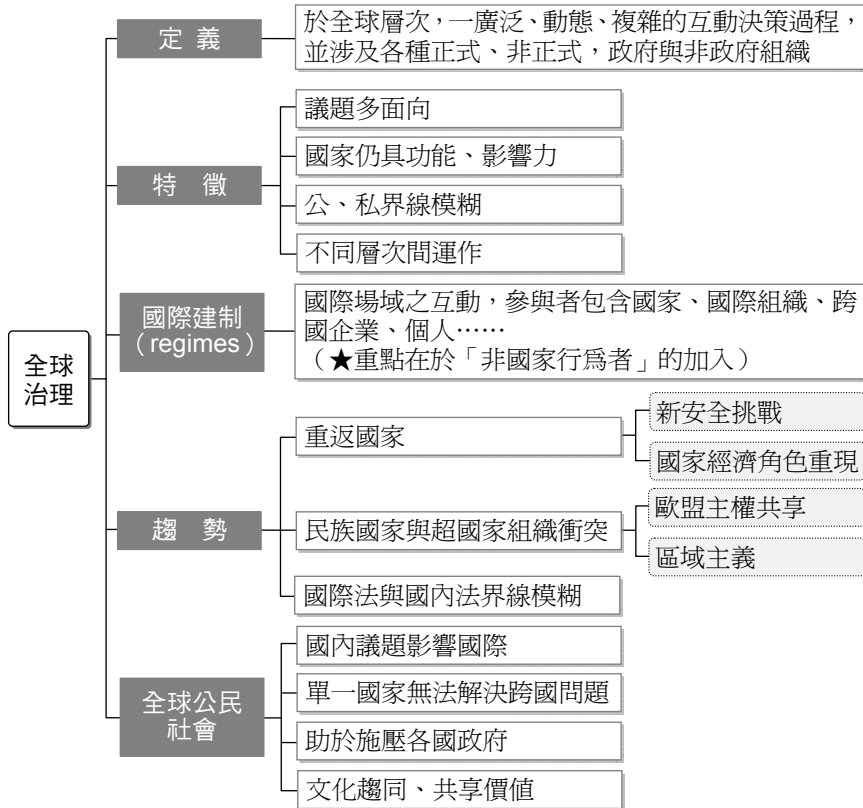 定 義
於全球層次，一廣泛、動態、複雜的互動決策過程，
並涉及各種正式、非正式，政府與非政府組織
特 徵
議題多面向
國家仍具功能、影響力
公、私界線模糊
不同層次間運作
全球
治理
國際建制
（regimes）
國際場域之互動，參與者包含國家、國際組織、跨
國企業、個人……
（★重點在於「非國家行為者」的加入）
趨 勢
重返國家
新安全挑戰
國家經濟角色重現
民族國家與超國家組織衝突
歐盟主權共享
區域主義
國際法與國內法界線模糊
全球公民
社會
國內議題影響國際
單一國家無法解決跨國問題
助於施壓各國政府
文化趨同、共享價值